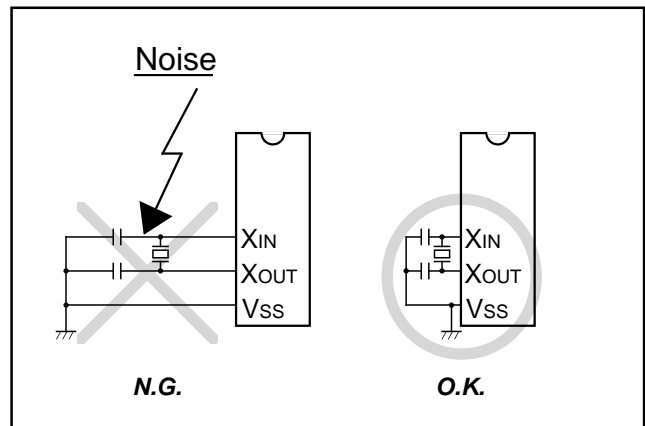 Noise
XIN
XOUT
VSS
N.G.
XIN
XOUT
VSS
O.K.